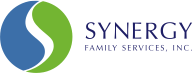 SYNERGY
FAMILY SERVICES, INC.